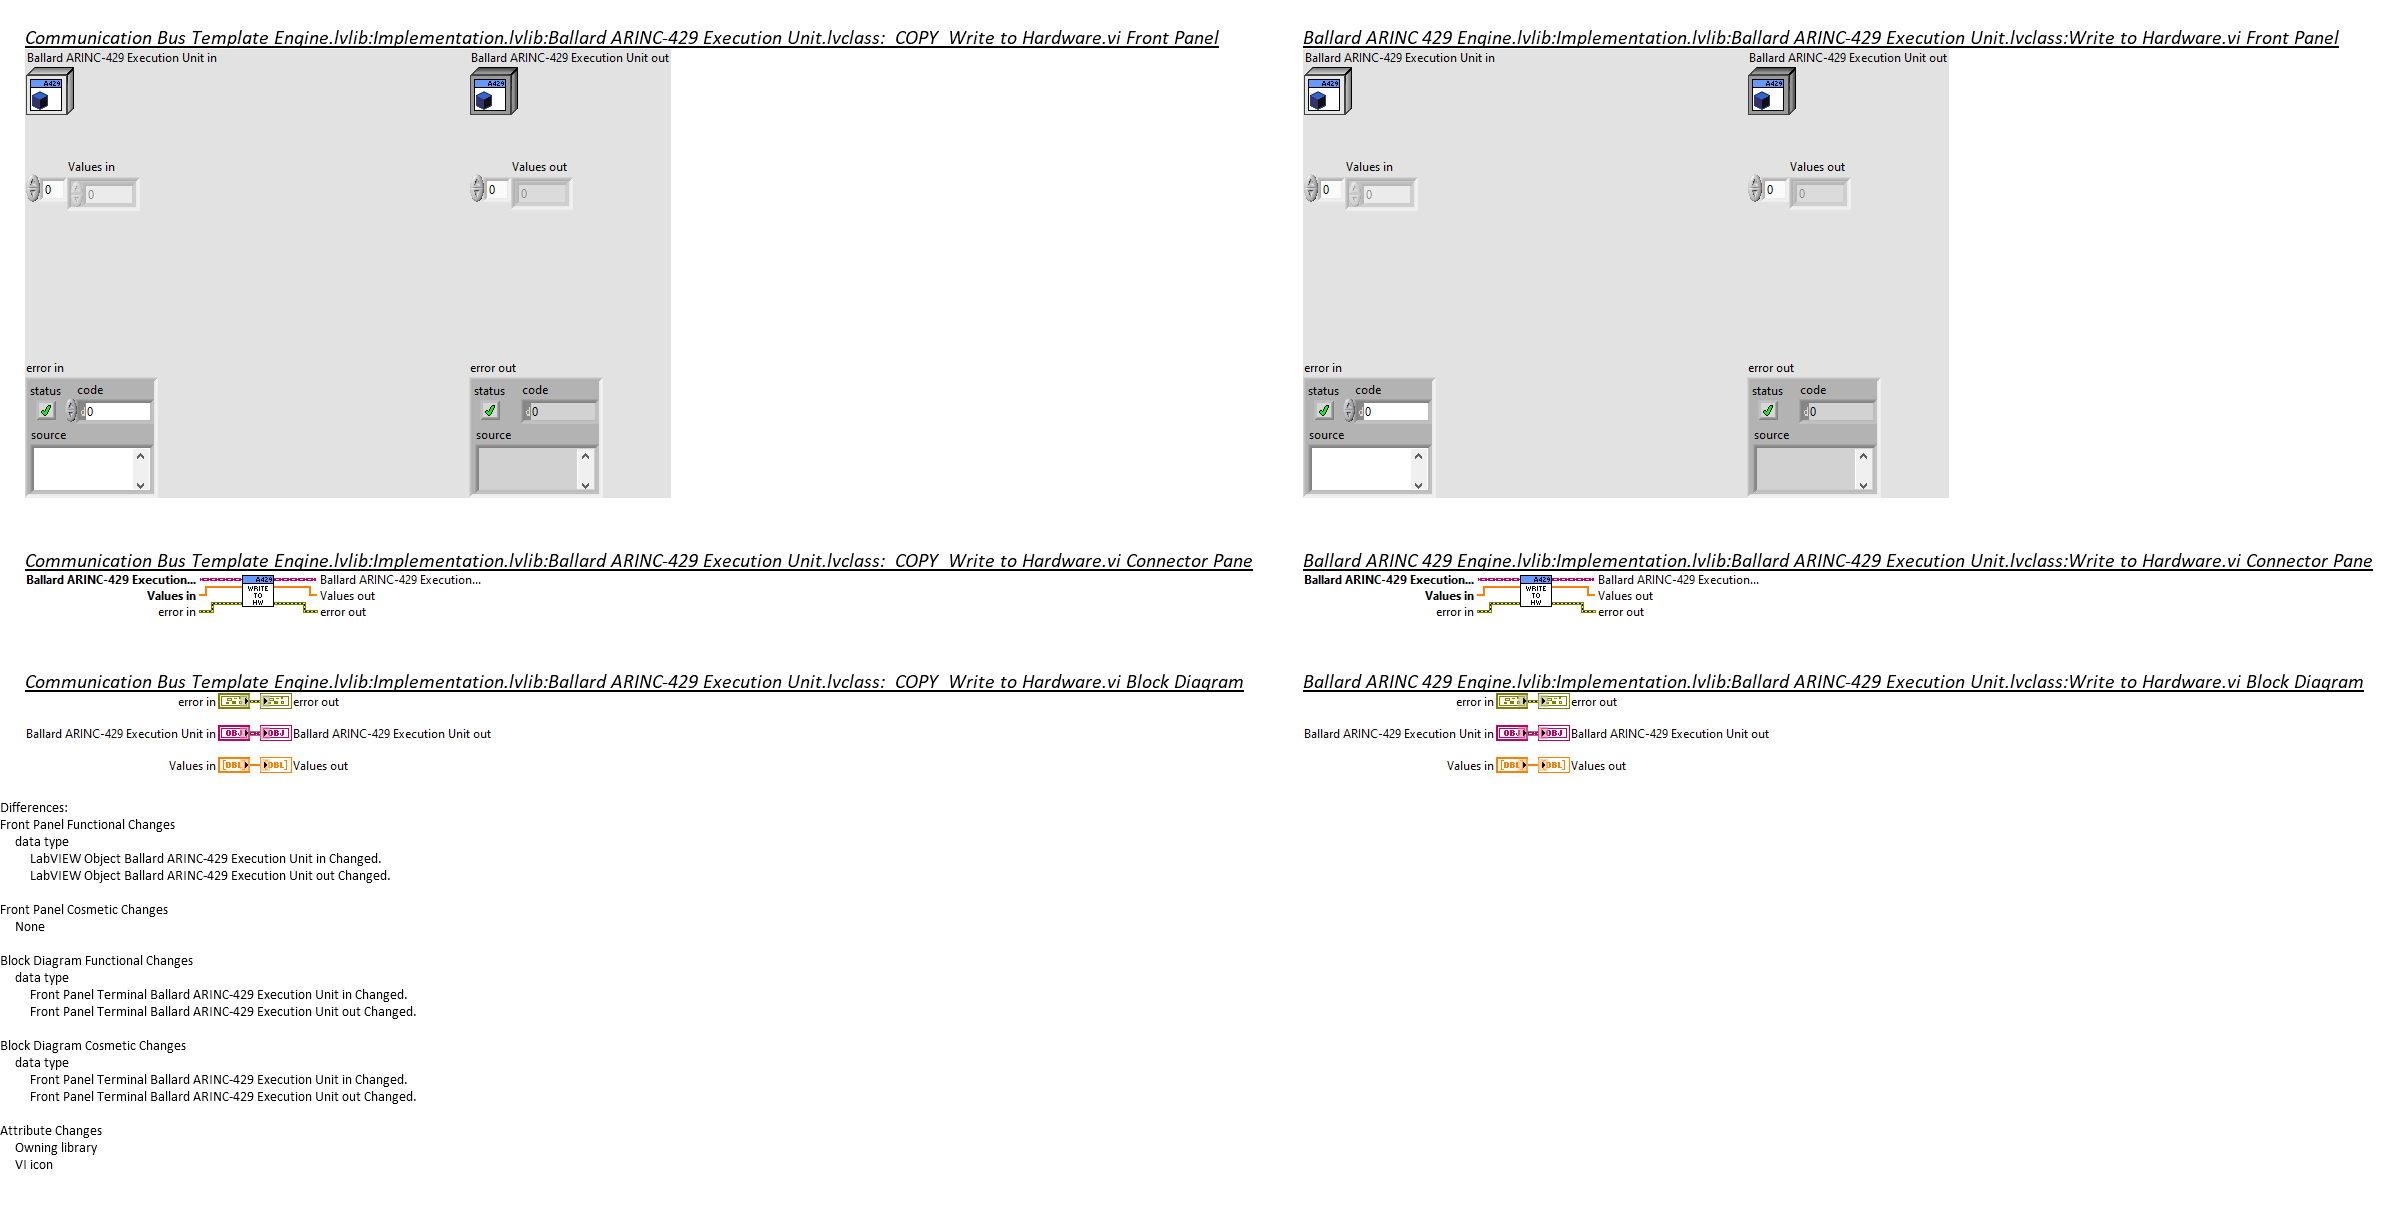 Communication Bus Template Engine.lvlib:Implementation.lvlib:Ballard ARINC-429 Execution Unit.lvclass:  COPY  Write to Hardware.vi Front Panel
Ballard ARINC-429 Execution Unit in
Ballard ARINC-429 Execution Unit out
A429
A429
Values in
Values out
0
0
0
0
error in
error out
status code
status code
d0
d0
source
source
Ballard ARINC 429 Engine.lvlib:Implementation.lvlib:Ballard ARINC-429 Execution Unit.lvclass:Write to Hardware.vi Front Panel
Ballard ARINC-429 Execution Unit in
Ballard ARINC-429 Execution Unit out
A429
A429
Values in
Values out
0
0
0
0
error in
error out
status code
status code
d0
d0
source
source
Communication Bus Template Engine.lvlib:Implementation.lvlib:Ballard ARINC-429 Execution Unit.lvclass:  COPY  Write to Hardware.vi Connector Pane
Ballard ARINC-429 Execution...
A429
Ballard ARINC-429 Execution...
Values in
WRITE TO HW
Values out
error in
error out
Ballard ARINC 429 Engine.lvlib:Implementation.lvlib:Ballard ARINC-429 Execution Unit.lvclass:Write to Hardware.vi Connector Pane
Ballard ARINC-429 Execution...
A429
Ballard ARINC-429 Execution...
Values in
WRITE TO HW
Values out
error in
error out
Communication Bus Template Engine.lvlib:Implementation.lvlib:Ballard ARINC-429 Execution Unit.lvclass:  COPY  Write to Hardware.vi Block Diagram
error in
error out
Ballard ARINC-429 Execution Unit in OBJ OBJ Ballard ARINC-429 Execution Unit out
Values in [DBL] DBL] Values out
Ballard ARINC 429 Engine.lvlib:Implementation.lvlib:Ballard ARINC-429 Execution Unit.lvclass:Write to Hardware.vi Block Diagram
error in
error out
Ballard ARINC-429 Execution Unit in OBJ OBJ Ballard ARINC-429 Execution Unit out
Values in [DBL] DBL] Values out
Differences:
Front Panel Functional Changes
data type
LabVIEW Object Ballard ARINC-429 Execution Unit in Changed.
LabVIEW Object Ballard ARINC-429 Execution Unit out Changed.
Front Panel Cosmetic Changes
None
Block Diagram Functional Changes
data type
Front Panel Terminal Ballard ARINC-429 Execution Unit in Changed.
Front Panel Terminal Ballard ARINC-429 Execution Unit out Changed.
Block Diagram Cosmetic Changes
data type
Front Panel Terminal Ballard ARINC-429 Execution Unit in Changed.
Front Panel Terminal Ballard ARINC-429 Execution Unit out Changed.
Attribute Changes
Owning library
VI icon